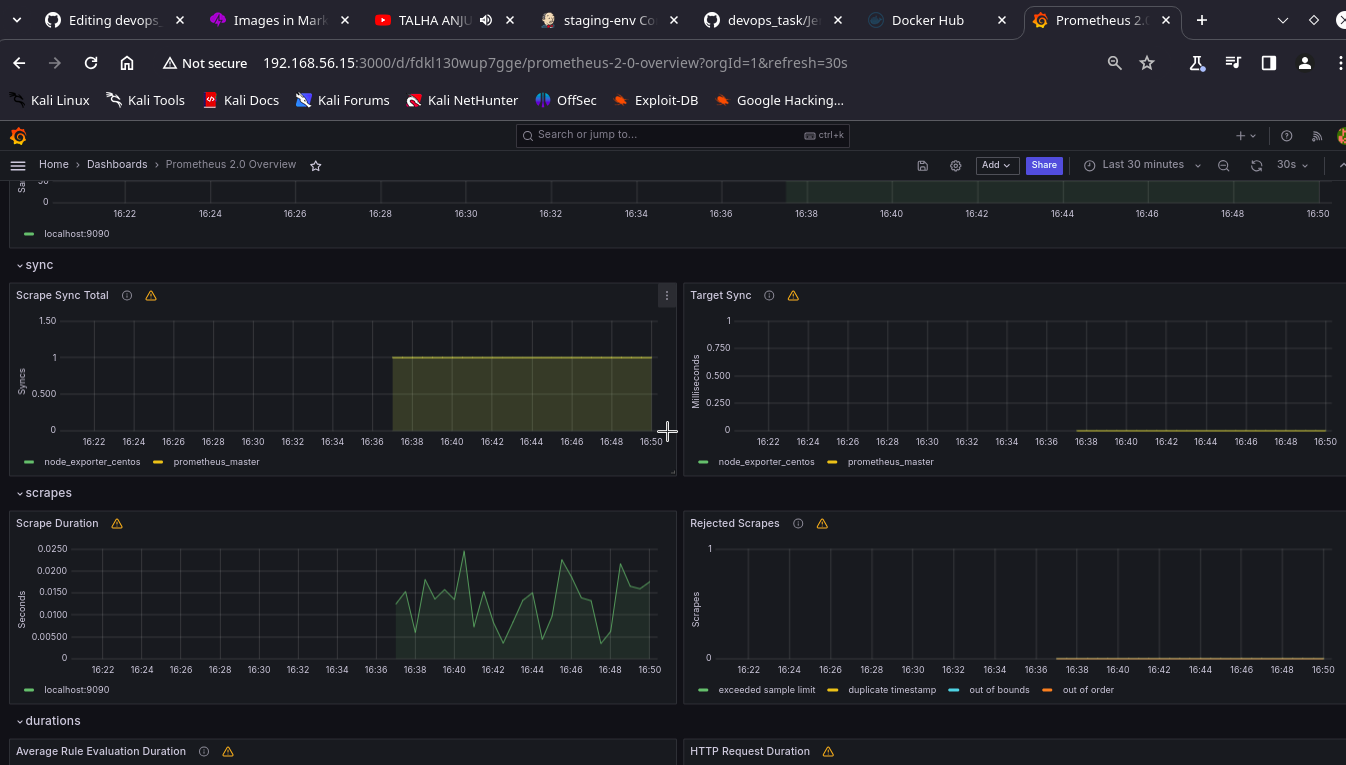 Editing devops_
Images in Mark
TALHA ANJU
staging-env Co
devops_task/Je
Docker Hub
Prometheus 2.0
Not secure 192.168.56.15:3000/d/fdkl130wup7gge/prometheus-2-0-overview?orgId=1&refresh=30s
Kali Linux Kali Tools Kali Docs Kali Forums Kali NetHunter OffSec Exploit-DB Google Hacking...
Search or jump to... ctrl+k
Home › Dashboards › Prometheus 2.0 Overview Add Share Last 30 minutes 30s
Sa
50
0
16:22 16:24 16:26 16:28 16:30 16:32 16:34 16:36 16:38 16:40 16:42 16:44 16:46 16:48 16:50
localhost:9090
sync
Scrape Sync Total
1.50
1
0.500
0
Syncs
16:22 16:24 16:26 16:28 16:30 16:32 16:34 16:36 16:38 16:40 16:42 16:44 16:46 16:48 16:50
node_exporter_centos prometheus_master
Target Sync
1
0.750
0.500
0.250
0
Milliseconds
16:22 16:24 16:26 16:28 16:30 16:32 16:34 16:36 16:38 16:40 16:42 16:44 16:46 16:48 16:50
node_exporter_centos prometheus_master
scrapes
Scrape Duration
0.0250
0.0200
0.0150
0.0100
0.00500
0
Seconds
16:22 16:24 16:26 16:28 16:30 16:32 16:34 16:36 16:38 16:40 16:42 16:44 16:46 16:48 16:50
localhost:9090
Rejected Scrapes
1
0
Scrapes
16:22 16:24 16:26 16:28 16:30 16:32 16:34 16:36 16:38 16:40 16:42 16:44 16:46 16:48 16:50
exceeded sample limit duplicate timestamp out of bounds out of order
durations
Average Rule Evaluation Duration
HTTP Request Duration